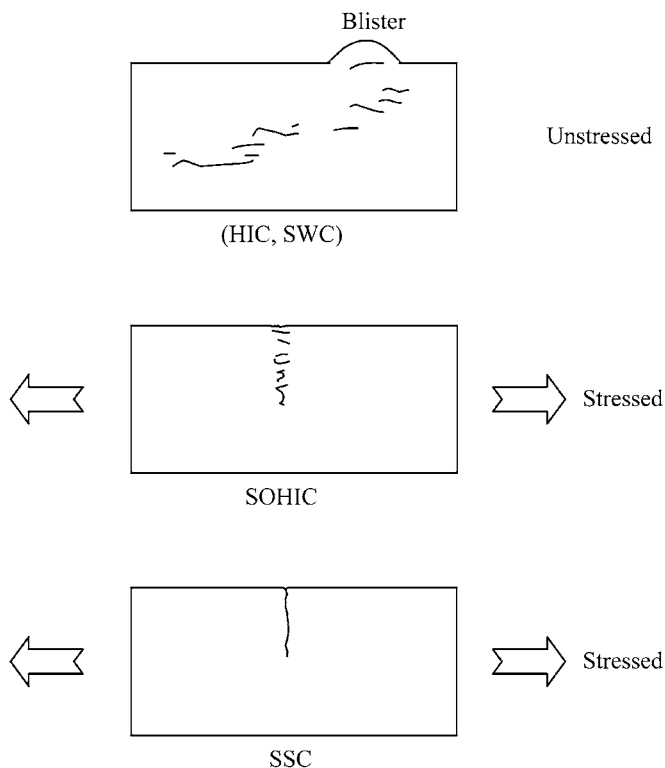 Blister
Unstressed
(HIC, SWC)
Stressed
SOHIC
Stressed
SSC